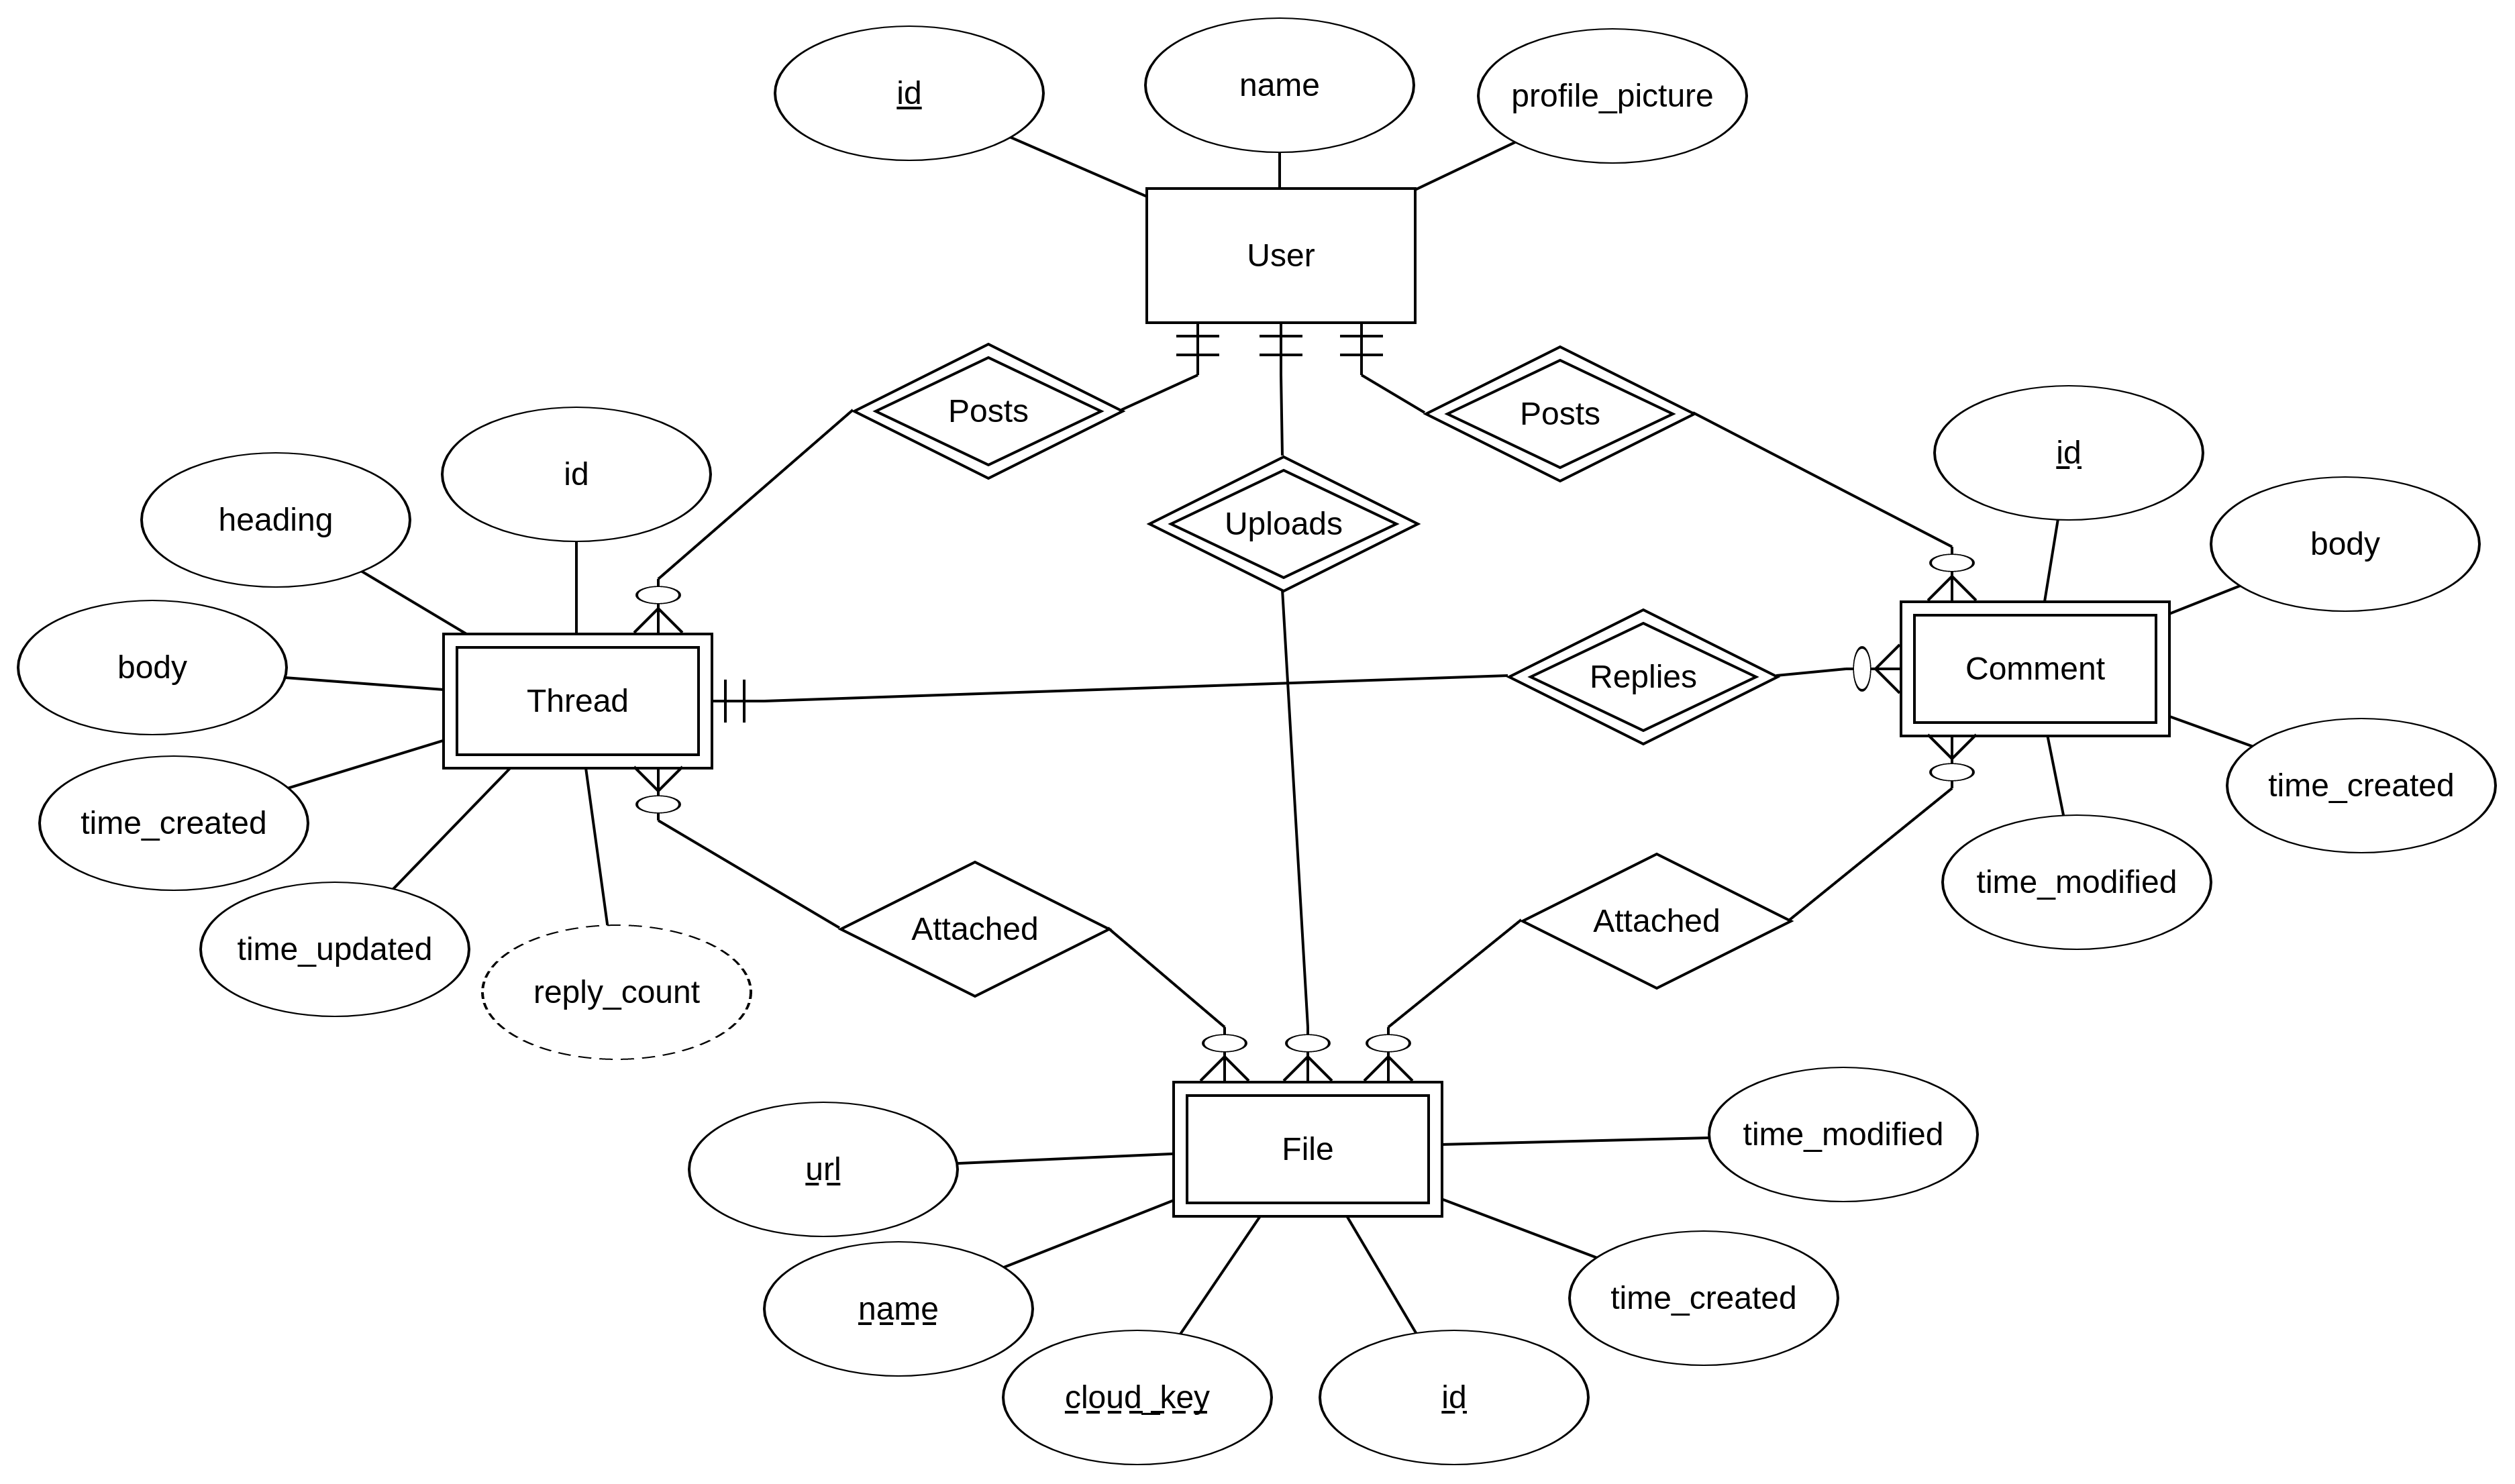 id
name
profile_picture
User
Posts
Posts
id
id
heading
Uploads
body
body
Replies
Comment
Thread
time_created
time_created
time_modified
Attached
Attached
time_updated
reply_count
time_modified
File
url
time_created
name
cloud_key
id